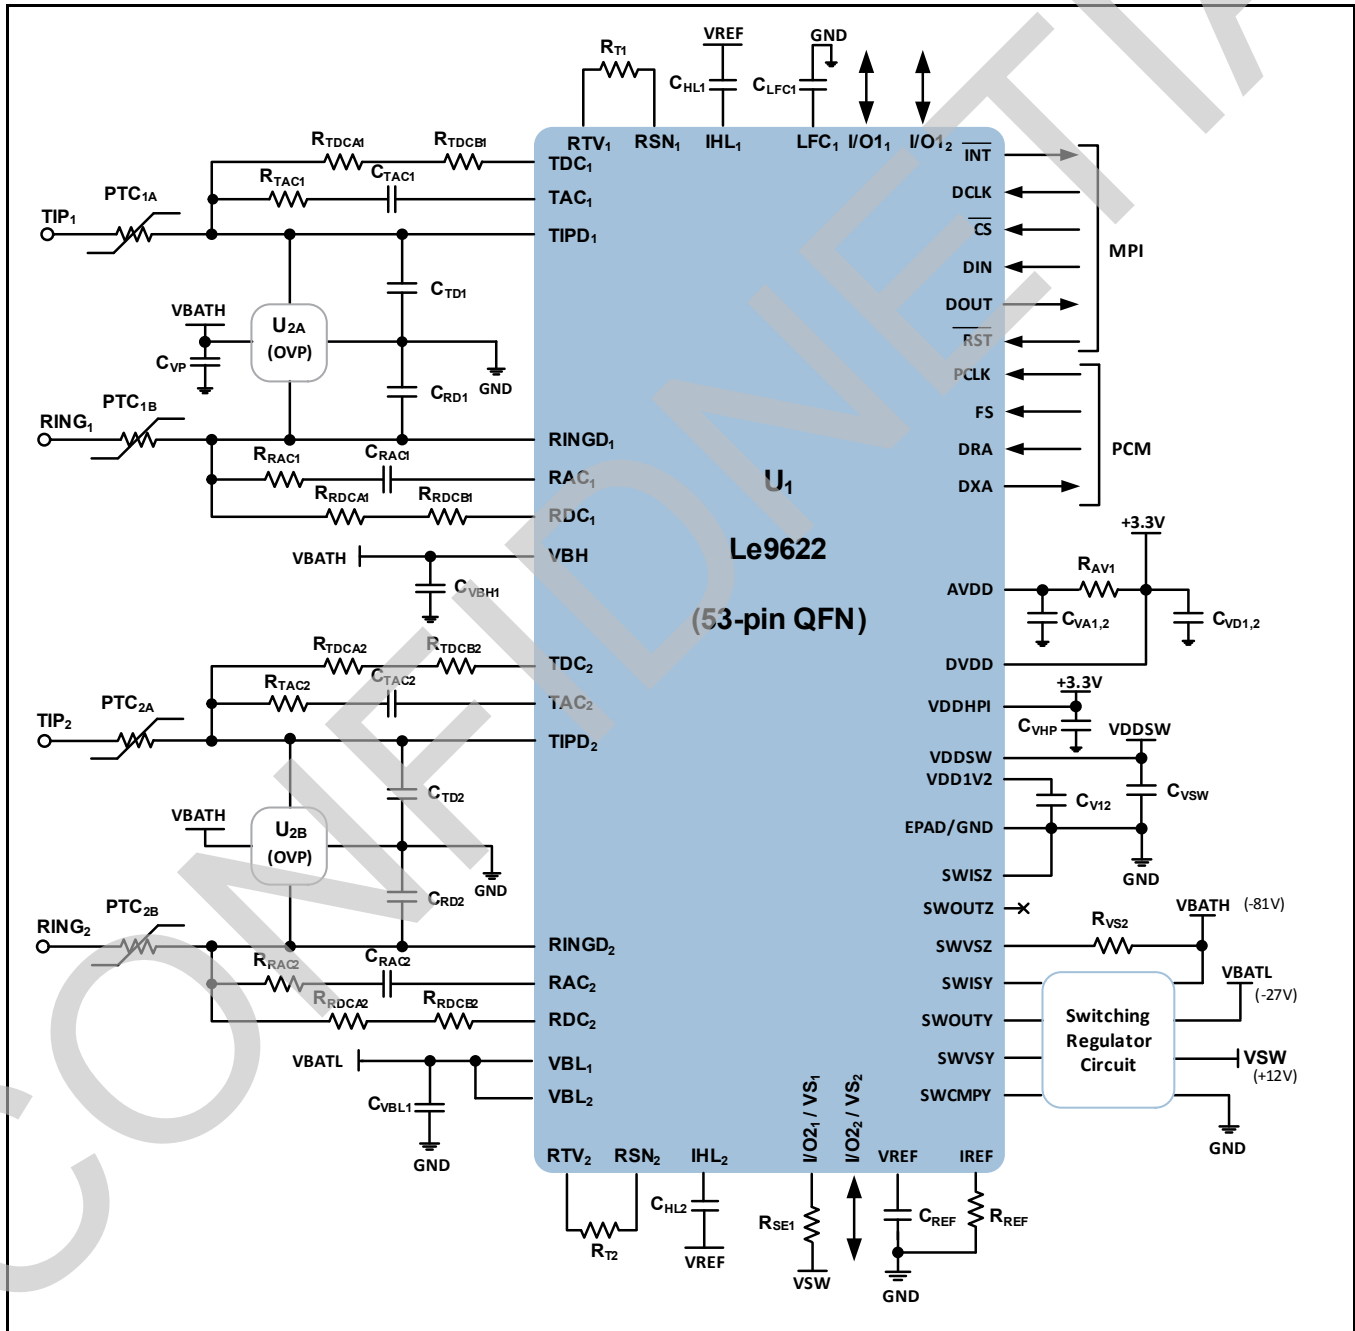 VREF
GND
RT1
CHL1
CLFC1
RTV1
RSN1
IHL1
LFC1
I/O11
I/O12
RTDCA1
RTDCB1
TDC1
RTAC1
CTAC1
TAC1
PTC1A
TIP1
TIPD1
CTD1
VBATH
U2A
(OVP)
CVP
GND
CRD1
PTC1B
RING1
RINGD1
RRAC1
CRAC1
RAC1
RRDCA1
RRDCB1
RDC1
VBATH
VBH
CVBH1
U1
Le9622
(53-pin QFN)
INT
DCLK
CS
DIN
DOUT
RST
MPI
PCLK
FS
DRA
DXA
PCM
+3.3V
RAV1
AVDD
CVA1,2
CVD1,2
DVDD
+3.3V
VDDHPI
CVHP
VDDSW
VDDSW
VDD1V2
CV12
CVSW
EPAD/GND
GND
SWISZ
SWOUTZ
VBATH
(-81V)
RVS2
SWVSZ
SWISY
VBATL
(-27V)
SWOUTY
Switching
Regulator
Circuit
SWVSY
VSW
(+12V)
SWCMPY
GND
RTDCA2
RTDCB2
TDC2
RTAC2
CTAC2
TAC2
PTC2A
TIP2
TIPD2
CTD2
VBATH
U2B
(OVP)
GND
CRD2
PTC2B
RING2
RINGD2
RRAC2
CRAC2
RAC2
RRDCA2
RRDCB2
RDC2
VBATL
VBL1
VBL2
CVBL1
GND
RTV2
RSN2
IHL2
I/O21 / VS1
I/O22 / VS2
VREF
IREF
RT2
CHL2
VREF
RSE1
VSW
CREF
RREF
GND
CONFIDNETIA